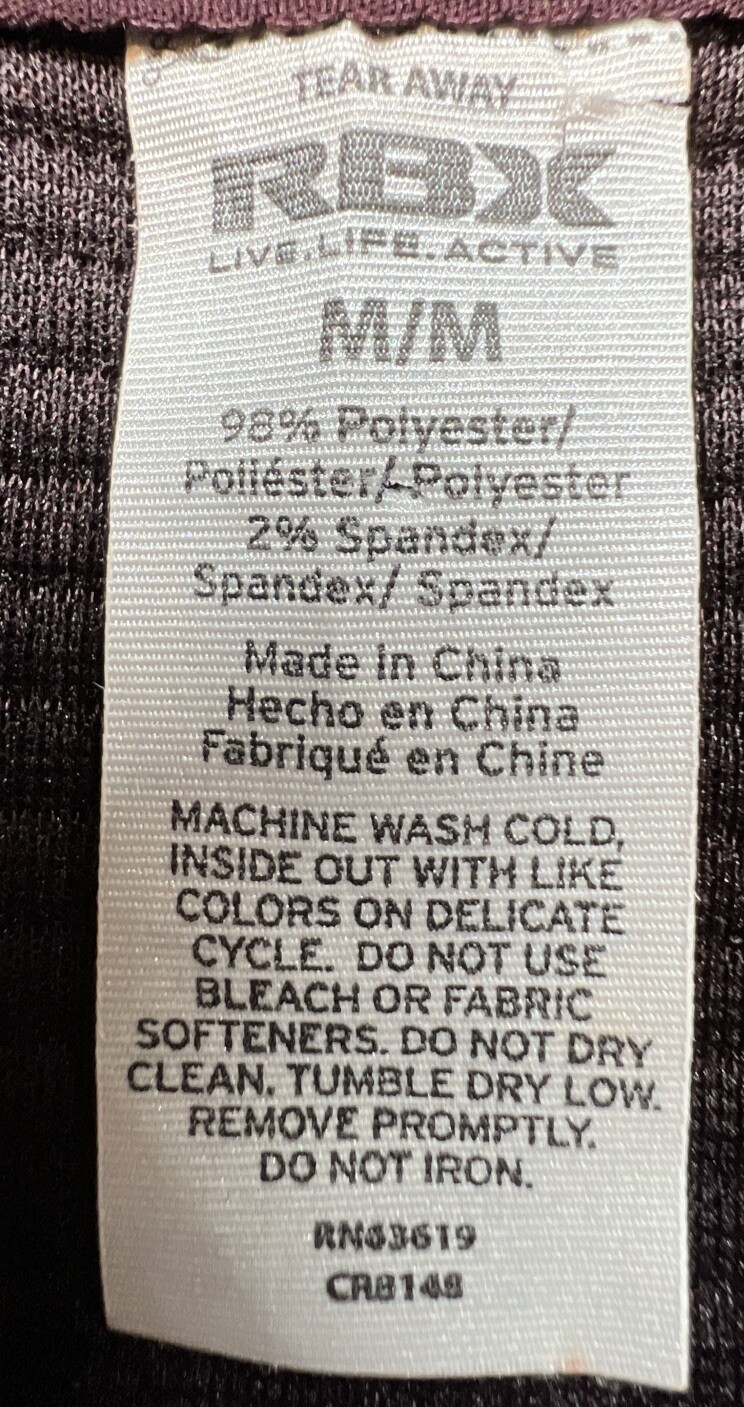 TEAR AWAY
RBX
LIVE.LIFE.ACTIVE
M/M
98% Polyester/
Poliéster/ Polyester
2% Spandex/
Spandex/ Spandex
Made in China
Hecho en China
Fabriqué en Chine
MACHINE WASH COLD,
INSIDE OUT WITH LIKE
COLORS ON DELICATE
CYCLE. DO NOT USE
BLEACH OR FABRIC
SOFTENERS. DO NOT DRY
CLEAN. TUMBLE DRY LOW.
REMOVE PROMPTLY.
DO NOT IRON.
CR8148